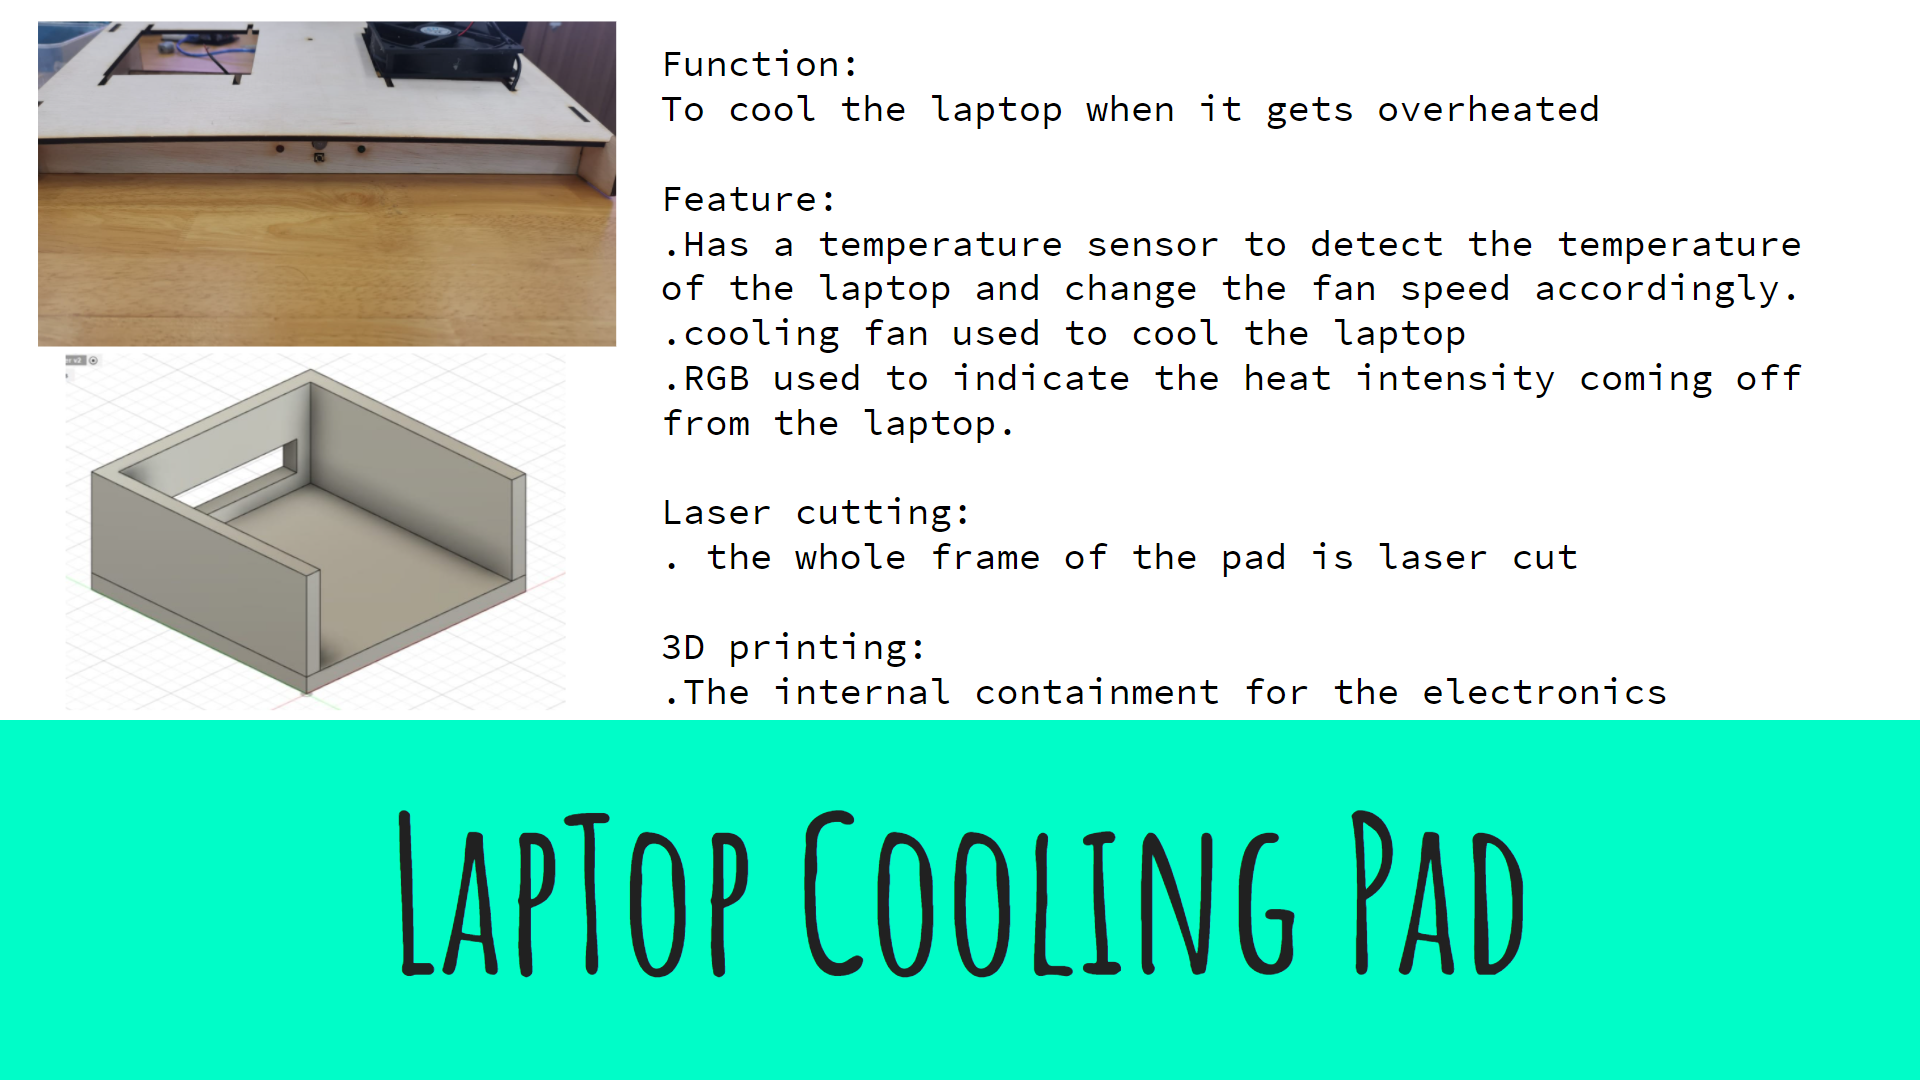 Function:
To cool the laptop when it gets overheated
Feature:
.Has a temperature sensor to detect the temperature
of the laptop and change the fan speed accordingly.
.cooling fan used to cool the laptop
.RGB used to indicate the heat intensity coming off
from the laptop.
Laser cutting:
. the whole frame of the pad is laser cut
3D printing:
.The internal containment for the electronics
LapTop Cooling Pad